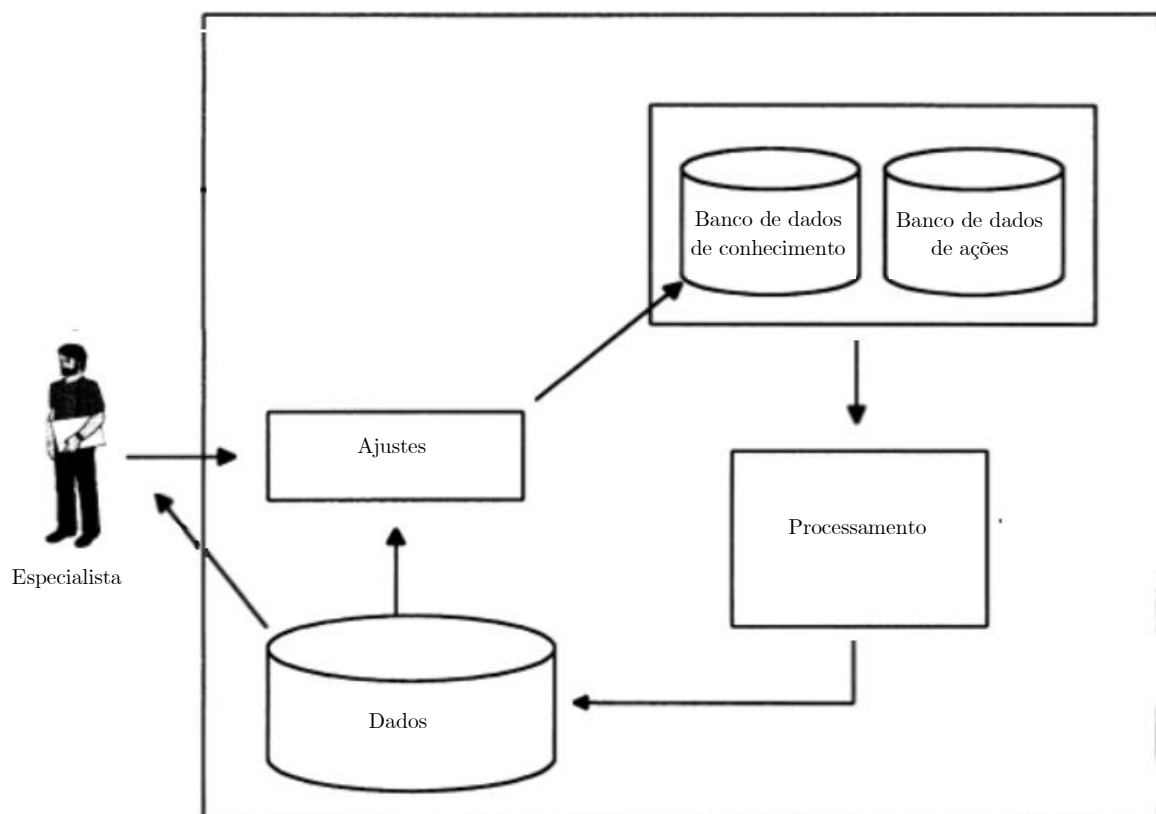 Banco de dados
de conhecimento
Banco de dados
de ações
Ajustes
Processamento
Especialista
Dados